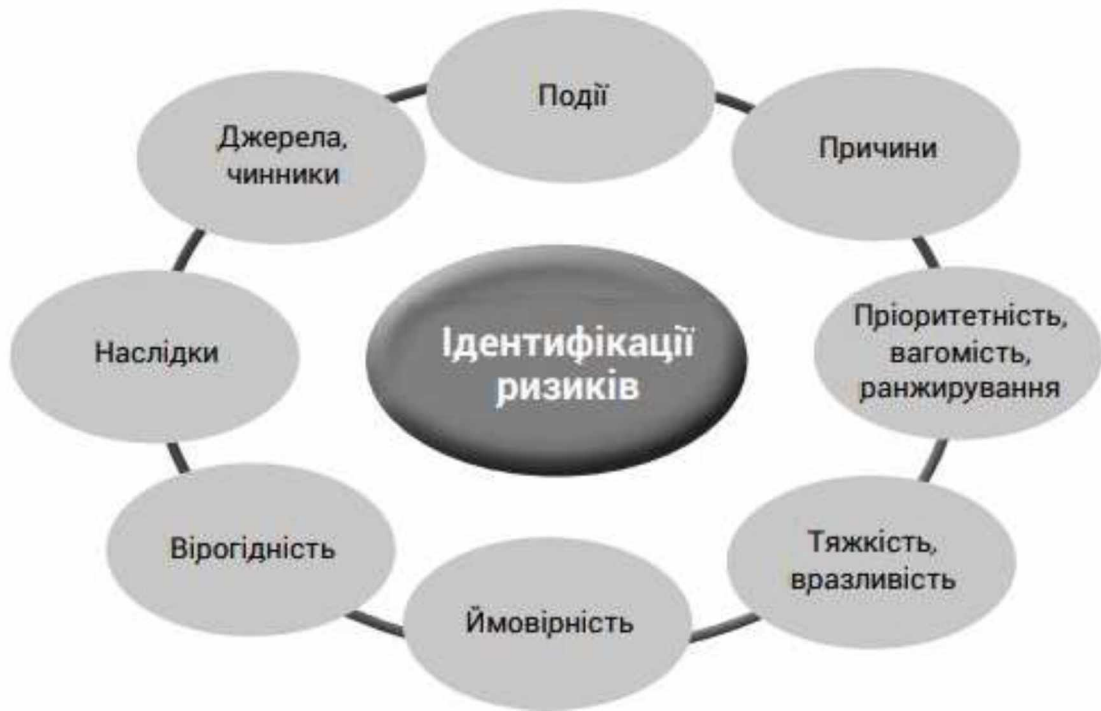 Події
Джерела,
чинники
Причини
Наслідки
Ідентифікації
ризиків
Пріоритетність,
вагомість,
ранжирування
Вірогідність
Тяжкість,
вразливість
Ймовірність